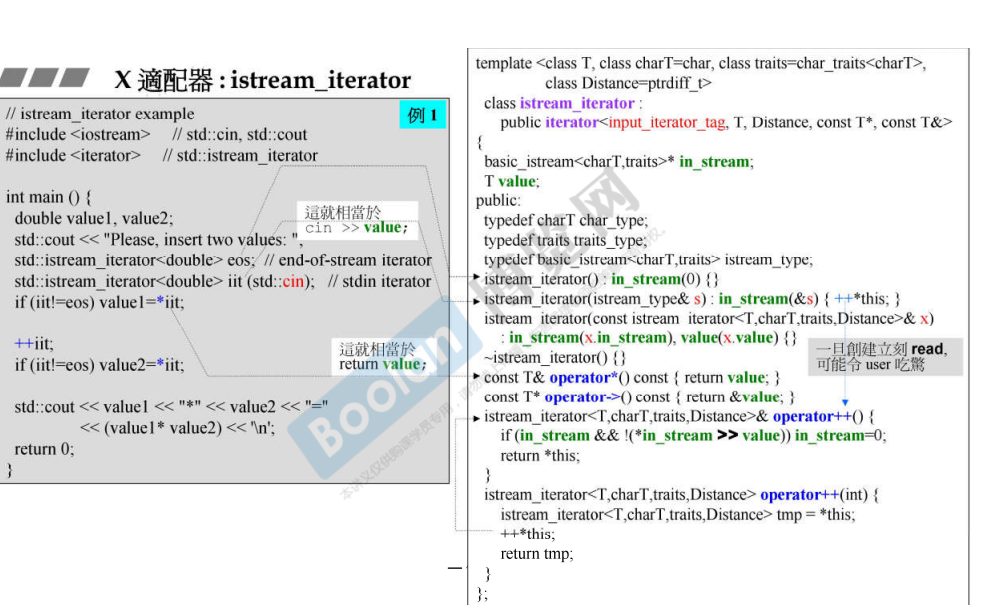 X 適配器 : istream_iterator
// istream_iterator example
例 1
#include <iostream> // std::cin, std::cout
#include <iterator> // std::istream_iterator
int main () {
double value1, value2;
std::cout << "Please, insert two values: ";
std::istream_iterator<double> eos; // end-of-stream iterator
std::istream_iterator<double> iit (std::cin); // stdin iterator
if (iit!=eos) value1=*iit;
++iit;
if (iit!=eos) value2=*iit;
std::cout << value1 << "*" << value2 << "="
<< (value1* value2) << '\n';
return 0;
}
這就相當於
cin >> value;
這就相當於
return value;
template <class T, class charT=char, class traits=char_traits<charT>,
class Distance=ptrdiff_t>
class istream_iterator :
public iterator<input_iterator_tag, T, Distance, const T*, const T&>
{
basic_istream<charT,traits>* in_stream;
T value;
public:
typedef charT char_type;
typedef traits traits_type;
typedef basic_istream<charT,traits> istream_type;
istream_iterator() : in_stream(0) {}
istream_iterator(istream_type& s) : in_stream(&s) { ++*this; }
istream_iterator(const istream_iterator<T,charT,traits,Distance>& x)
: in_stream(x.in_stream), value(x.value) {}
~istream_iterator() {}
const T& operator*() const { return value; }
const T* operator->() const { return &value; }
istream_iterator<T,charT,traits,Distance>& operator++() {
if (in_stream && !(*in_stream >> value)) in_stream=0;
return *this;
}
istream_iterator<T,charT,traits,Distance> operator++(int) {
istream_iterator<T,charT,traits,Distance> tmp = *this;
++*this;
return tmp;
}
};
一旦創建立刻 read,
可能令 user 吃驚
Boolan 博览网